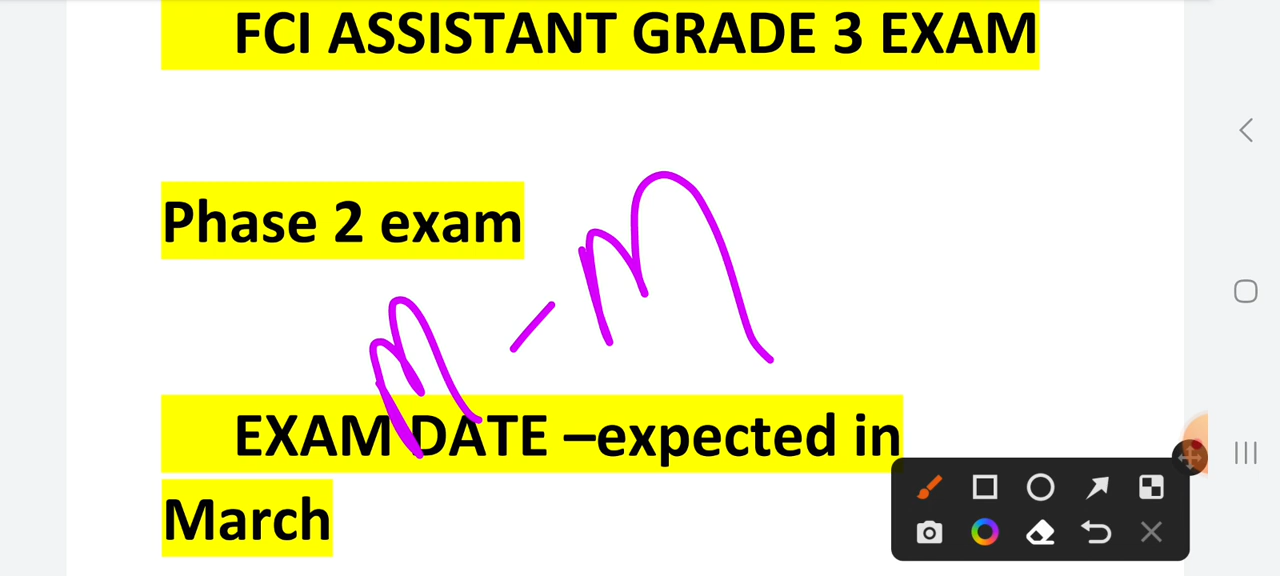 FCI ASSISTANT GRADE 3 EXAM
Phase 2 exam
M - M
EXAM DATE –expected in
March